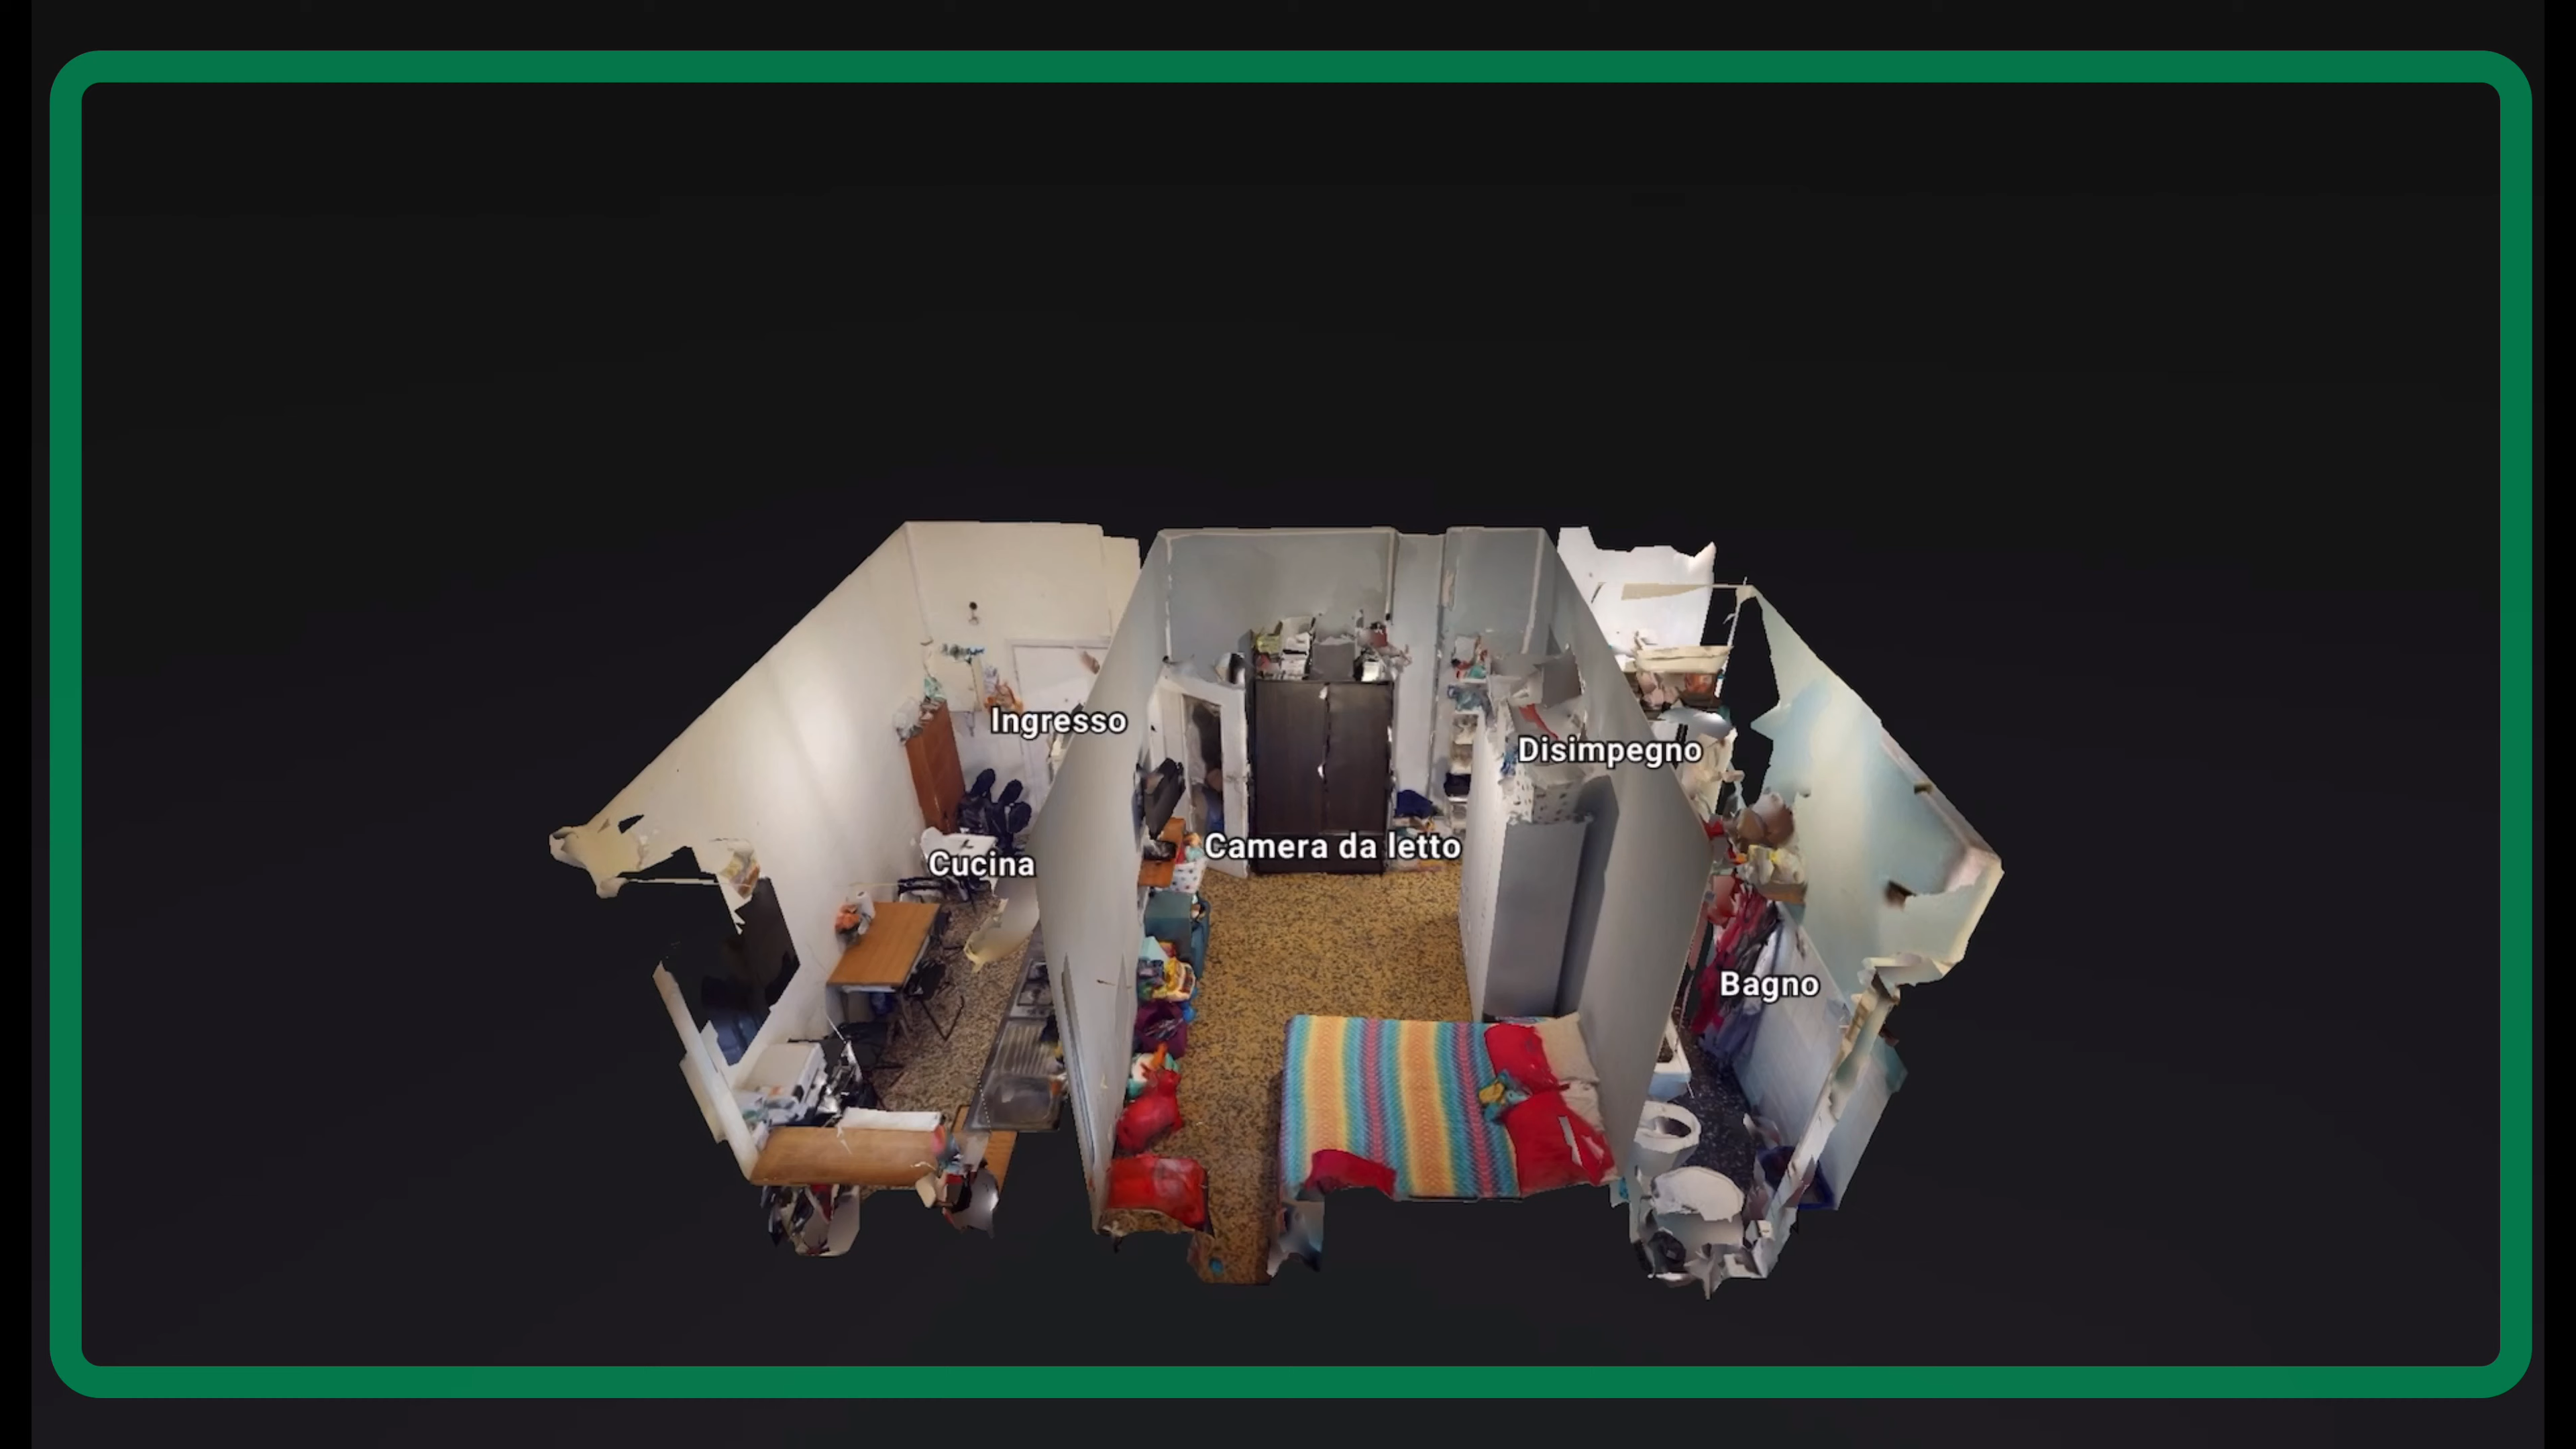 Ingresso
Disimpegno
Camera da letto
Cucina
Bagno